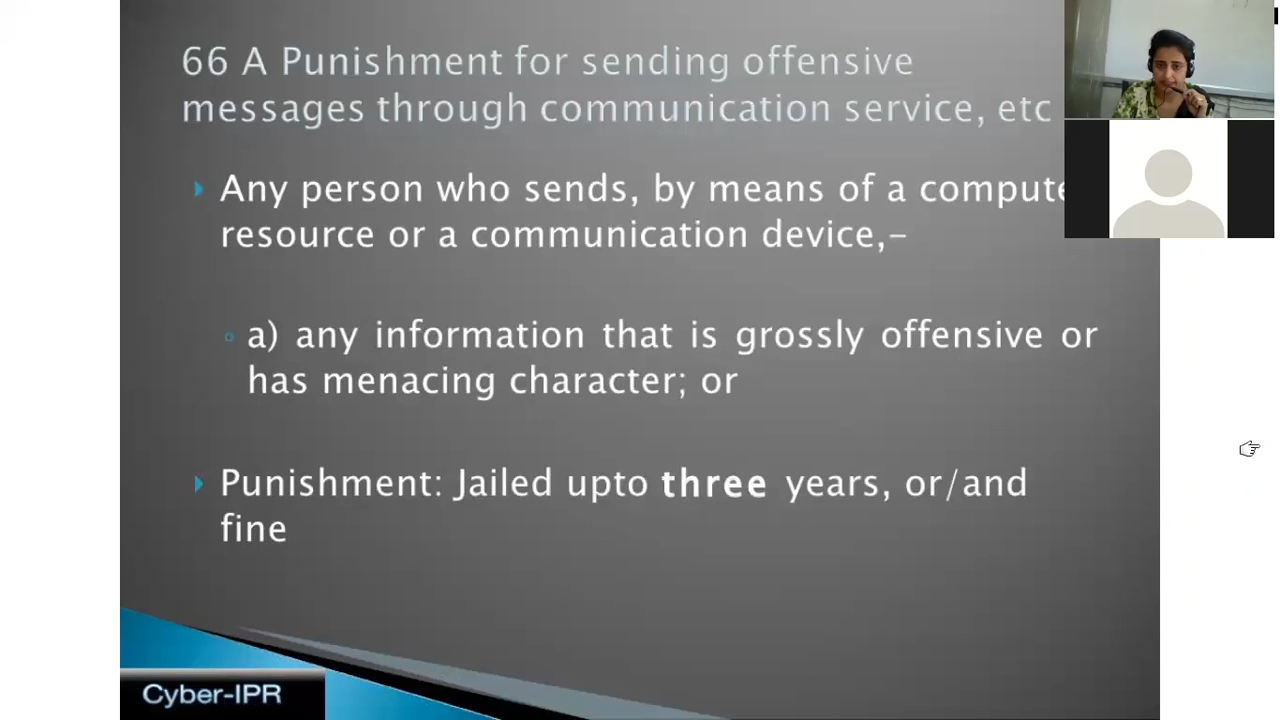 66 A Punishment for sending offensive
messages through communication service, etc
Any person who sends, by means of a compute
resource or a communication device,-
a) any information that is grossly offensive or
has menacing character; or
Punishment: Jailed upto three years, or/and
fine
Cyber-IPR